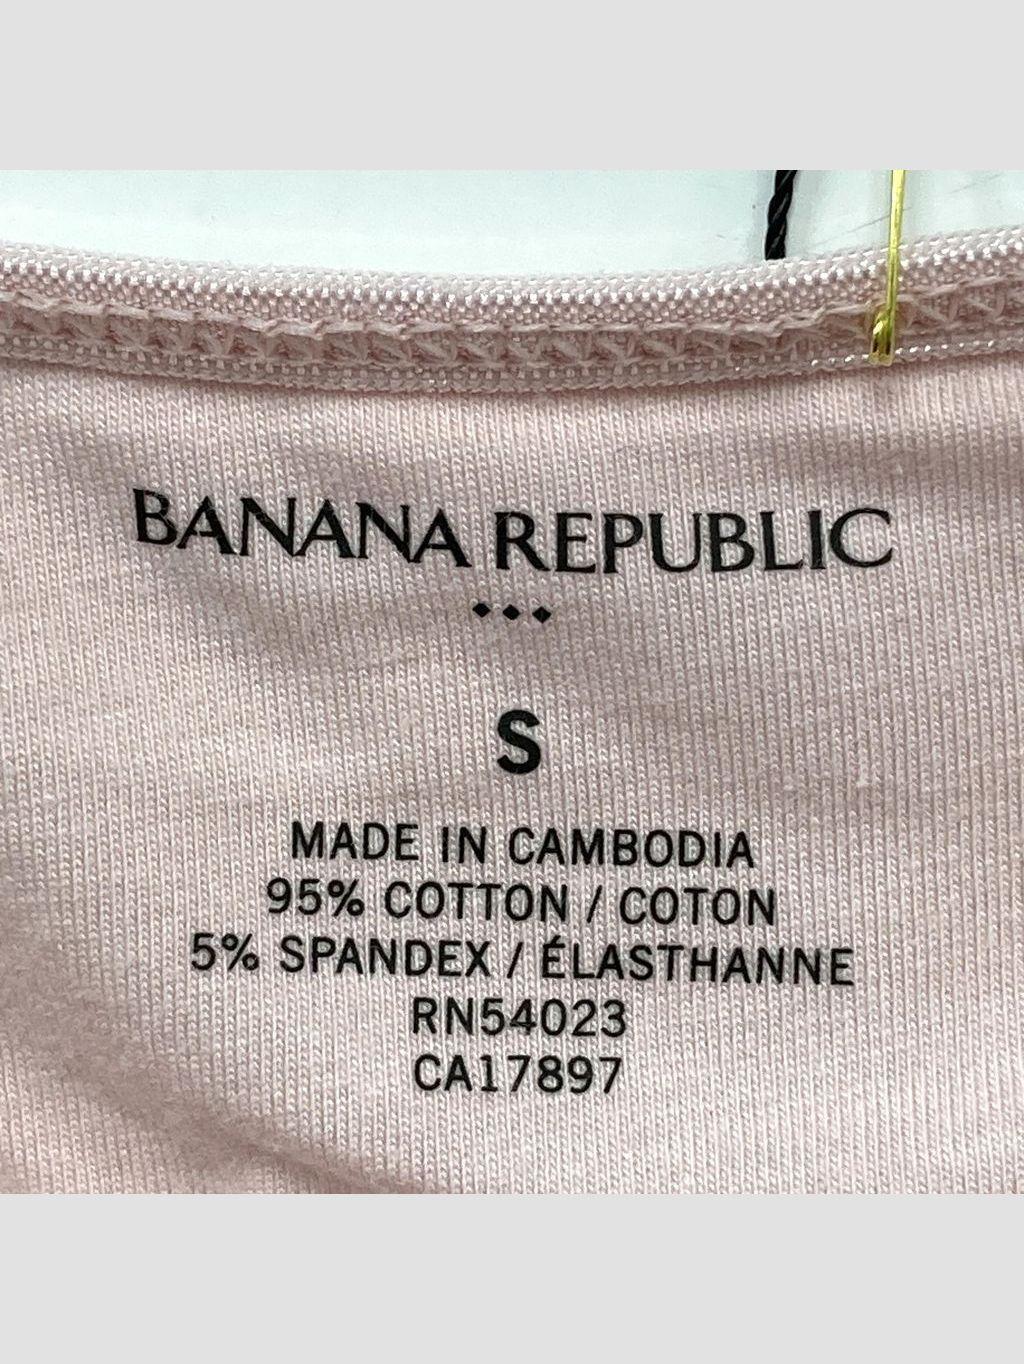 BANANA REPUBLIC
S
MADE IN CAMBODIA
95% COTTON / COTON
5% SPANDEX / ÉLASTHANNE
RN54023
CA17897